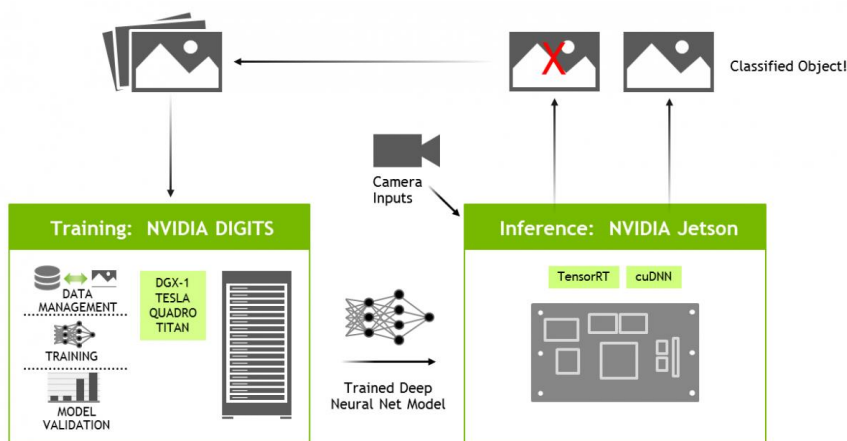 X
Classified Object!
Camera
Inputs
Training: NVIDIA DIGITS
DATA
MANAGEMENT
TRAINING
MODEL
VALIDATION
DGX-1
TESLA
QUADRO
TITAN
Trained Deep
Neural Net Model
Inference: NVIDIA Jetson
TensorRT
cuDNN